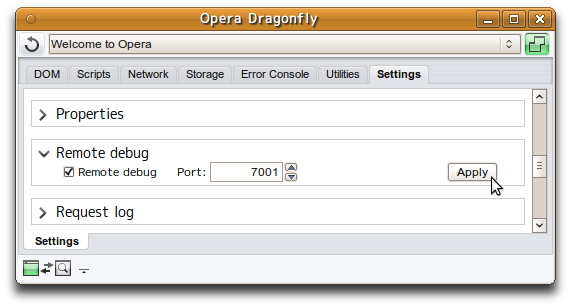 Opera Dragonfly
Welcome to Opera
DOM Scripts Network Storage Error Console Utilities Settings
Properties
Remote debug
Remote debug Port: 7001 Apply
Request log
Settings